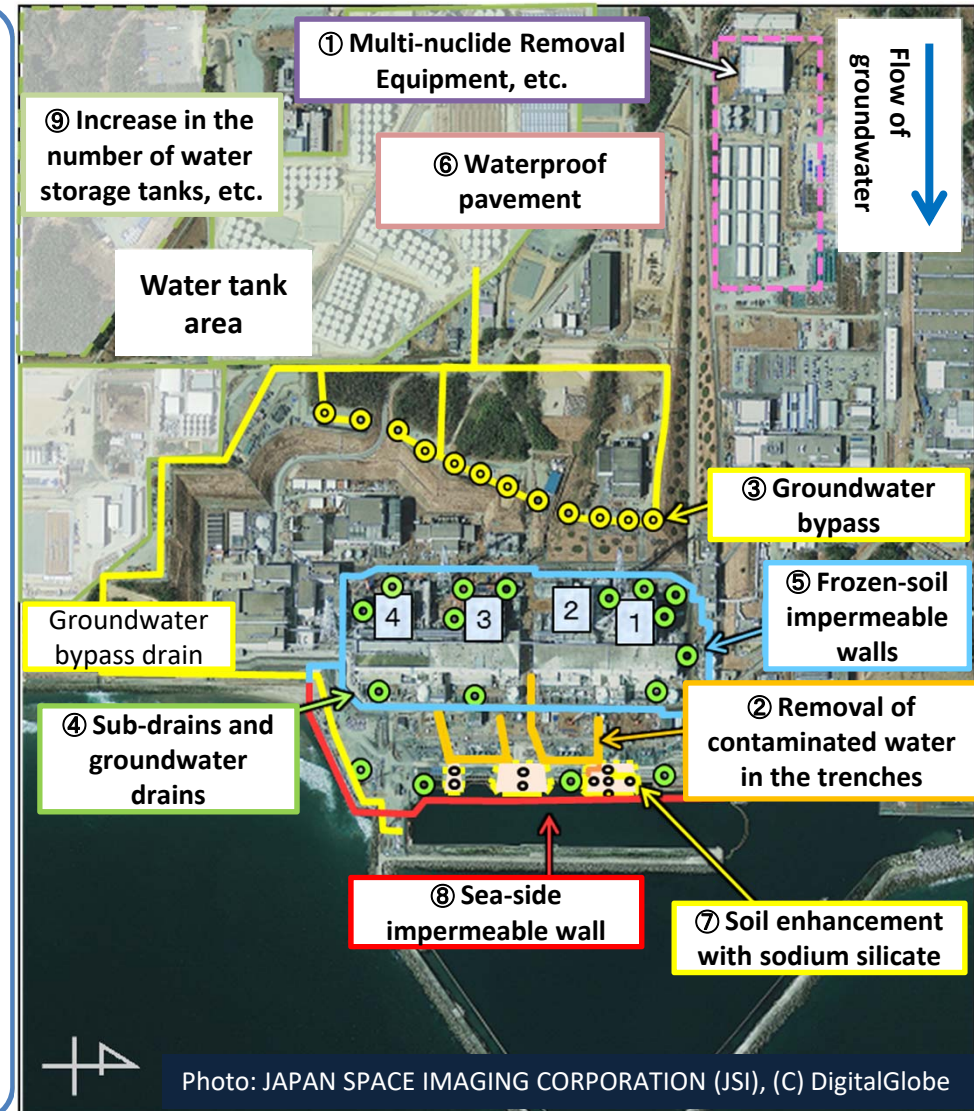 ① Multi-nuclide Removal
Equipment, etc.
Flow of
groundwater
⑨ Increase in the
number of water
storage tanks, etc.
⑥ Waterproof
pavement
Water tank
area
③ Groundwater
bypass
⑤ Frozen-soil
impermeable
walls
4
3
2
1
Groundwater
bypass drain
④ Sub-drains and
groundwater
drains
② Removal of
contaminated water
in the trenches
⑧ Sea-side
impermeable wall
⑦ Soil enhancement
with sodium silicate
Photo: JAPAN SPACE IMAGING CORPORATION (JSI), (C) DigitalGlobe